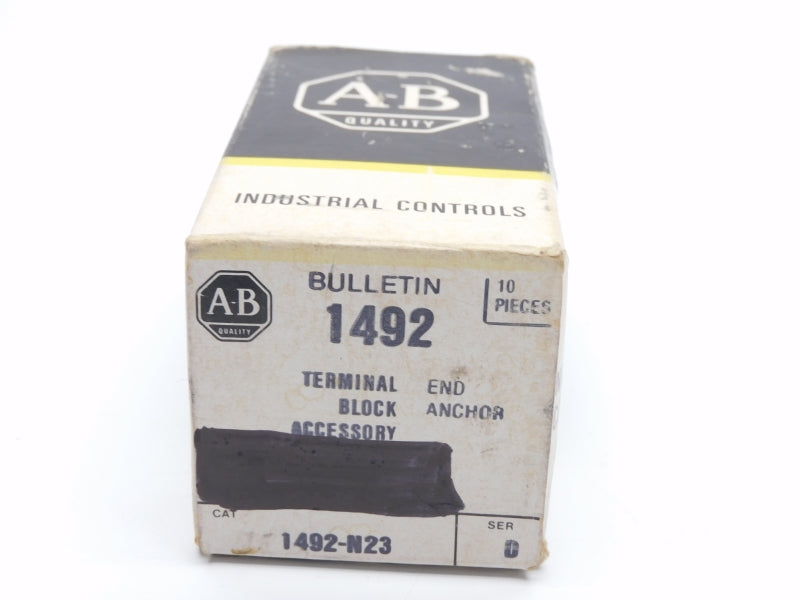 A-B
QUALITY
INDUSTRIAL CONTROLS
A-B
QUALITY
BULLETIN
1492
10
PIECES
TERMINAL
BLOCK
ACCESSORY
END
ANCHOR
CAT
1492-N23
SER